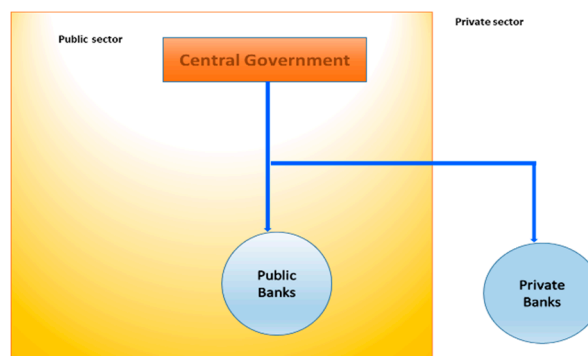 Private sector
Public sector
Central Government
Public
Banks
Private
Banks